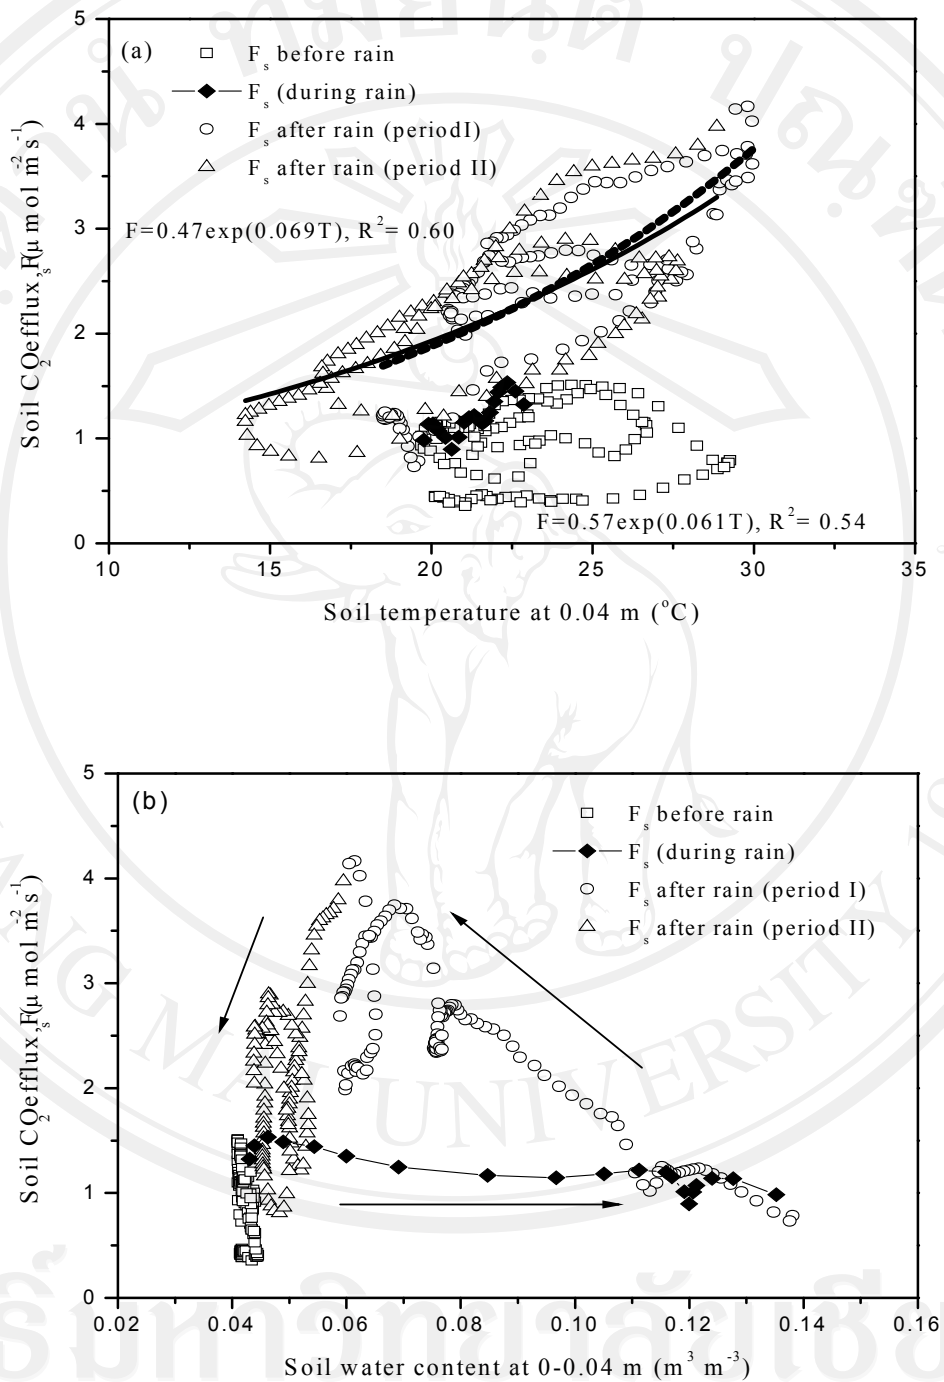 5
(a)
F_s before rain
F_s (during rain)
4
F_s after rain (periodI)
F_s after rain (period II)
Soil CO_2 efflux, F_s (μmol m^-2 s^-1)
3
F=0.47exp(0.069T), R^2= 0.60
2
1
F=0.57exp(0.061T), R^2= 0.54
0
10 15 20 25 30 35
Soil temperature at 0.04 m (°C)
5
(b)
F_s before rain
F_s (during rain)
4
F_s after rain (period I)
F_s after rain (period II)
Soil CO_2 efflux, F_s (μmol m^-2 s^-1)
3
2
UNIVERSITY
1
0
0.02 0.04 0.06 0.08 0.10 0.12 0.14 0.16
Soil water content at 0-0.04 m (m^3 m^-3)